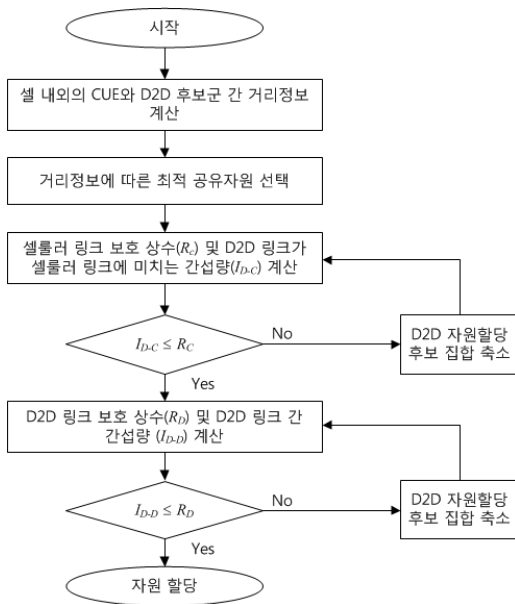 시작
셀 내외의 CUE와 D2D 후보군 간 거리정보
계산
거리정보에 따른 최적 공유자원 선택
셀룰러 링크 보호 상수(Rc) 및 D2D 링크가
셀룰러 링크에 미치는 간섭량(ID-C) 계산
ID-C ≤ RC
No
D2D 자원할당
후보 집합 축소
Yes
D2D 링크 보호 상수(RD) 및 D2D 링크 간
간섭량 (ID-D) 계산
ID-D ≤ RD
No
D2D 자원할당
후보 집합 축소
Yes
자원 할당